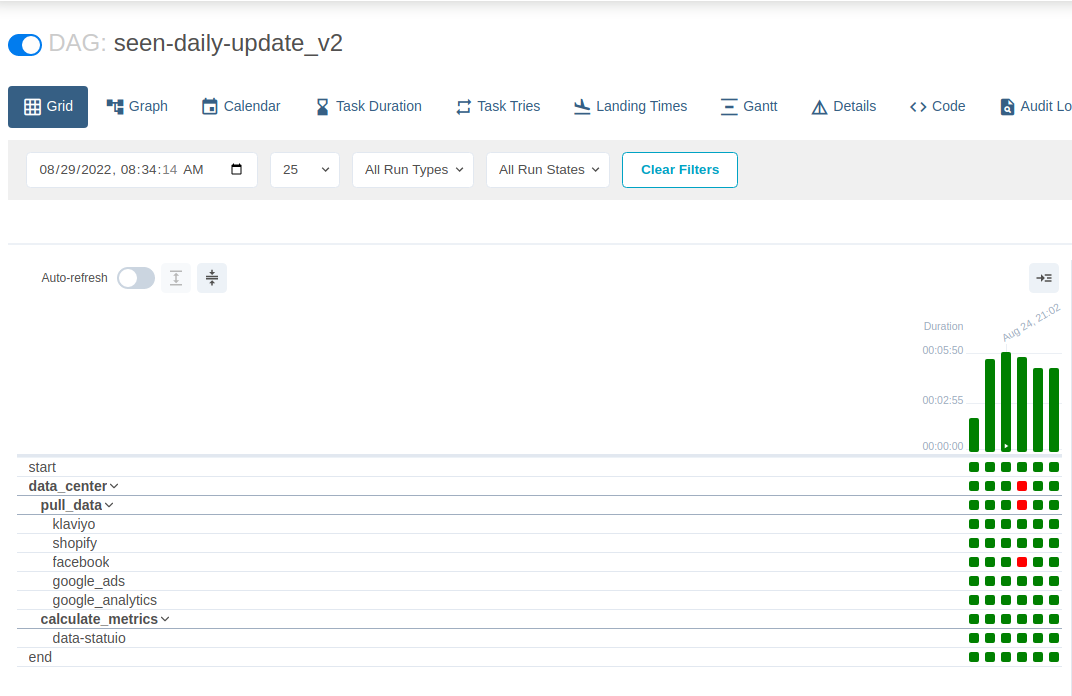 DAG: seen-daily-update_v2
Grid Graph Calendar Task Duration Task Tries Landing Times Gantt Details <> Code Audit Lo
08/29/2022, 08:34:14 AM 25 All Run Types All Run States Clear Filters
Auto-refresh
Aug 24, 21:02
Duration
00:05:50
00:02:55
00:00:00
start
data_center
pull_data
klaviyo
shopify
facebook
google_ads
google_analytics
calculate_metrics
data-statuio
end